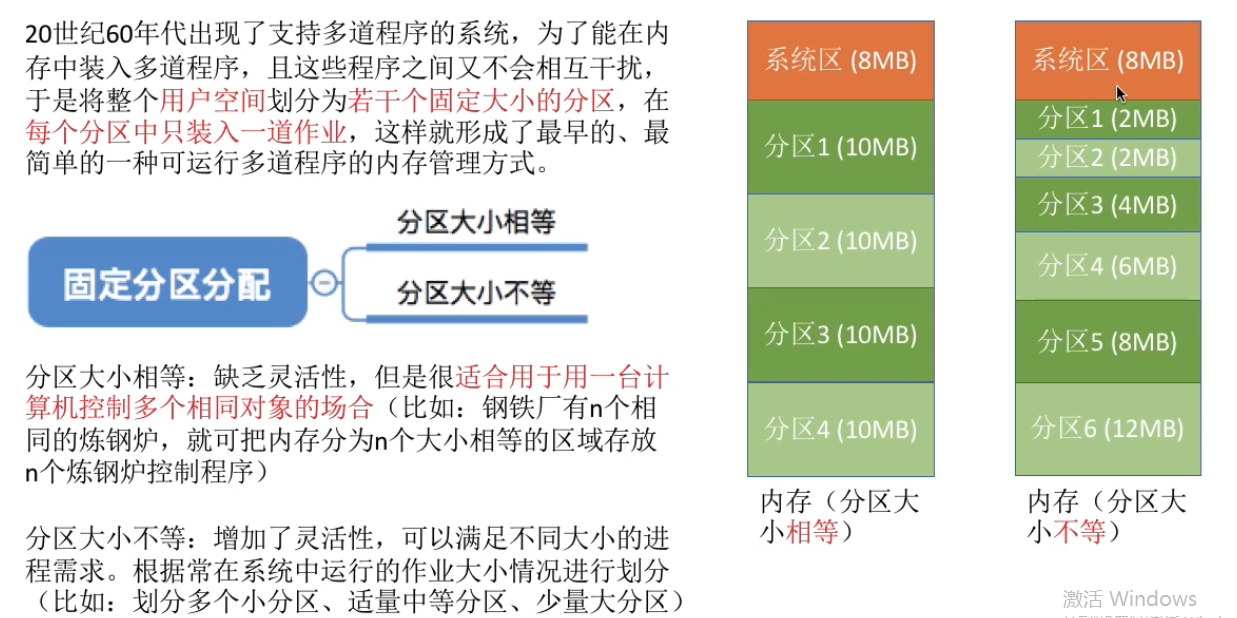 20世纪60年代出现了支持多道程序的系统，为了能在内
存中装入多道程序，且这些程序之间又不会相互干扰，
于是将整个用户空间划分为若干个固定大小的分区，在
每个分区中只装入一道作业，这样就形成了最早的、最
简单的一种可运行多道程序的内存管理方式。
固定分区分配
分区大小相等
分区大小不等
分区大小相等：缺乏灵活性，但是很适合用于用一台计
算机控制多个相同对象的场合（比如：钢铁厂有n个相
同的炼钢炉，就可把内存分为n个大小相等的区域存放
n个炼钢炉控制程序）
分区大小不等：增加了灵活性，可以满足不同大小的进
程需求。根据常在系统中运行的作业大小情况进行划分
（比如：划分多个小分区、适量中等分区、少量大分区）
系统区 (8MB)
分区1 (10MB)
分区2 (10MB)
分区3 (10MB)
分区4 (10MB)
内存（分区大
小相等）
系统区 (8MB)
分区1 (2MB)
分区2 (2MB)
分区3 (4MB)
分区4 (6MB)
分区5 (8MB)
分区6 (12MB)
内存（分区大
小不等）
激活 Windows